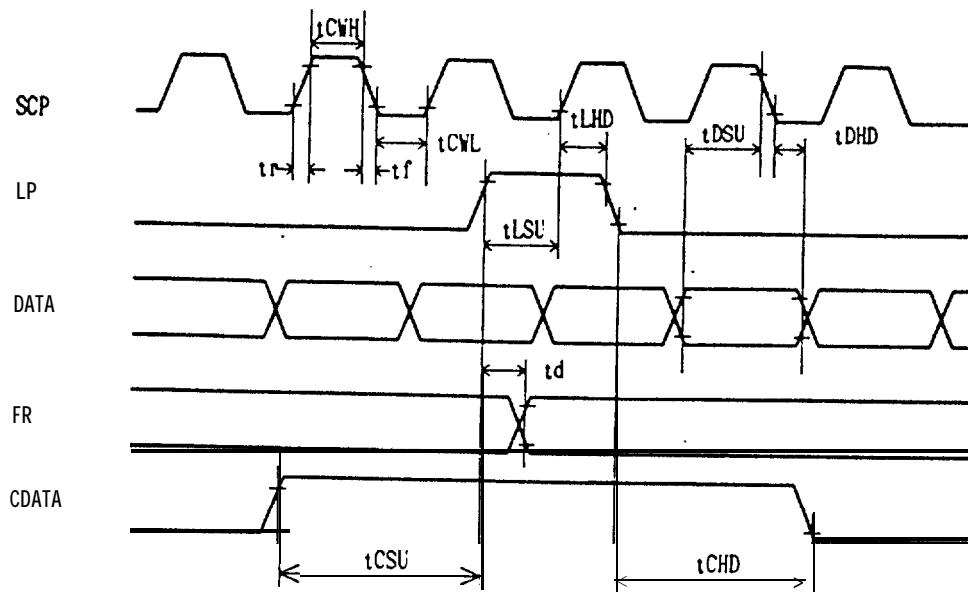 tCWH
SCP
tLHD
tDSU
tDHD
tCWL
tr
tf
LP
tLSU
DATA
td
FR
CDATA
tCSU
tCHD